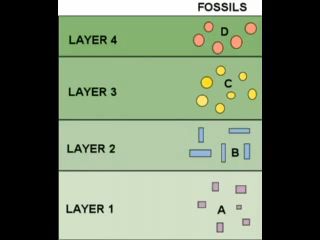 FOSSILS
LAYER 4 D
LAYER 3 C
LAYER 2 B
LAYER 1 A